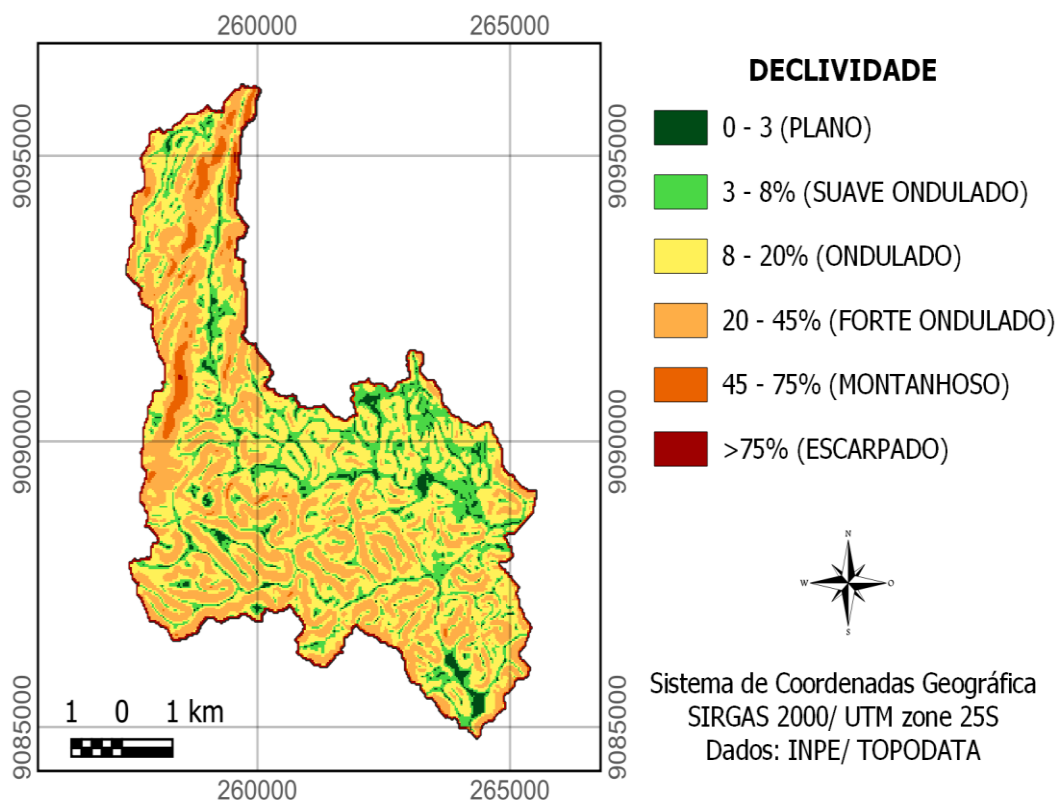 260000 265000
DECLIVIDADE
0 - 3 (PLANO)
3 - 8% (SUAVE ONDULADO)
8 - 20% (ONDULADO)
20 - 45% (FORTE ONDULADO)
45 - 75% (MONTANHOSO)
>75% (ESCARPADO)
9095000 9095000
9090000 9090000
9085000 9085000
N
W O
S
1 0 1 km
Sistema de Coordenadas Geográfica
SIRGAS 2000/ UTM zone 25S
Dados: INPE/ TOPODATA
260000 265000